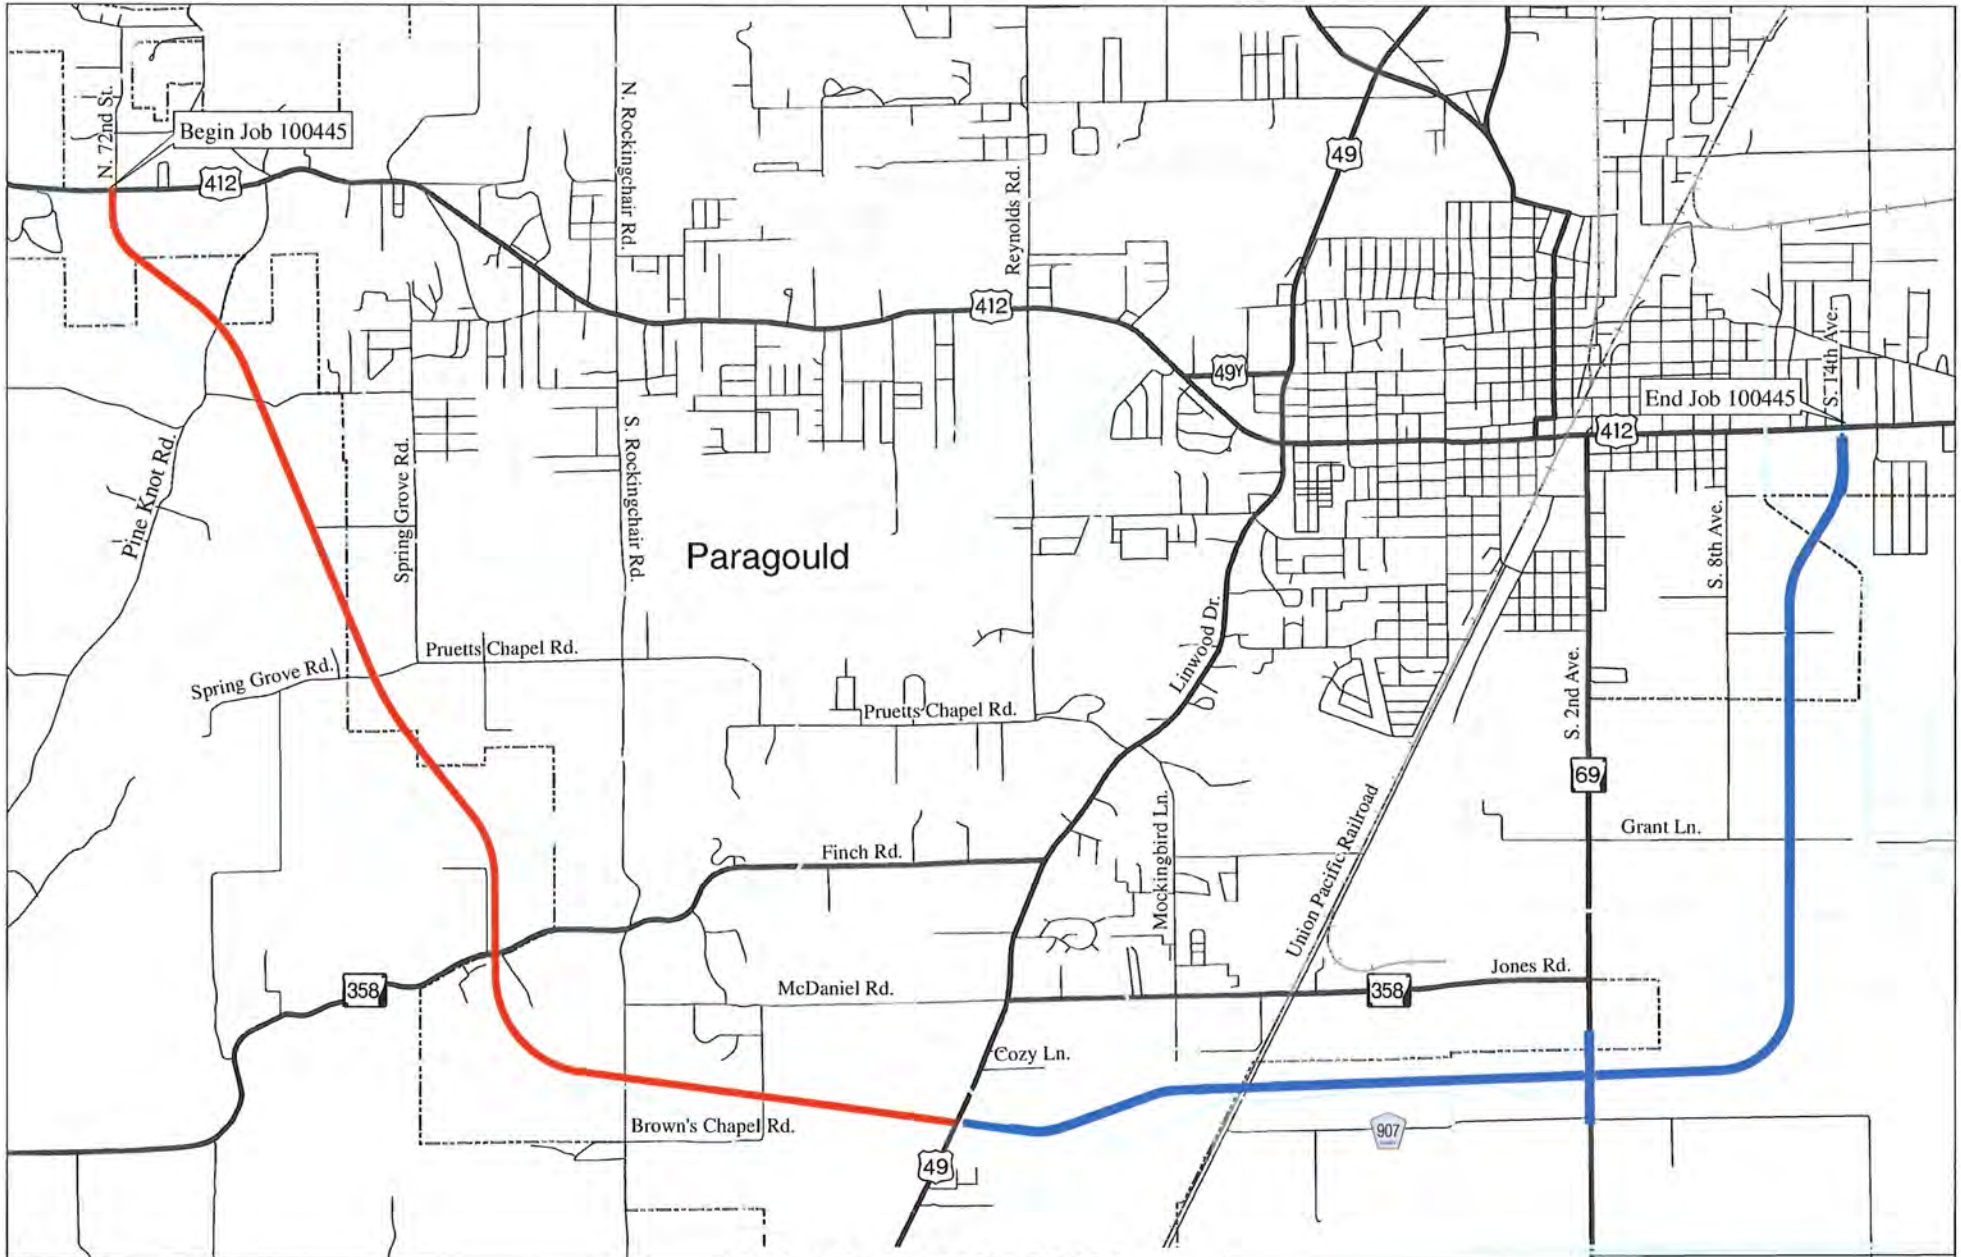 N. 72nd St.
Begin Job 100445
412
N. Rockingchair Rd.
Reynolds Rd.
49
412
49Y
S. 14th Ave.
End Job 100445
412
Pine Knot Rd.
Spring Grove Rd.
S. Rockingchair Rd.
Paragould
S. 8th Ave.
Linwood Dr.
Pruetts Chapel Rd.
Spring Grove Rd.
Pruetts Chapel Rd.
S. 2nd Ave.
69
Mockingbird Ln.
Union Pacific Railroad
Grant Ln.
Finch Rd.
358
McDaniel Rd.
Jones Rd.
358
Cozy Ln.
Brown's Chapel Rd.
907
49